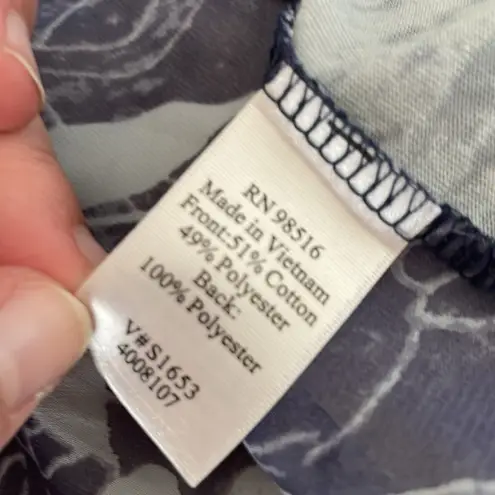 RN 98516
Made in Vietnam
Front:51% Cotton
49% Polyester
Back:
100% Polyester
V#S1653
4008107